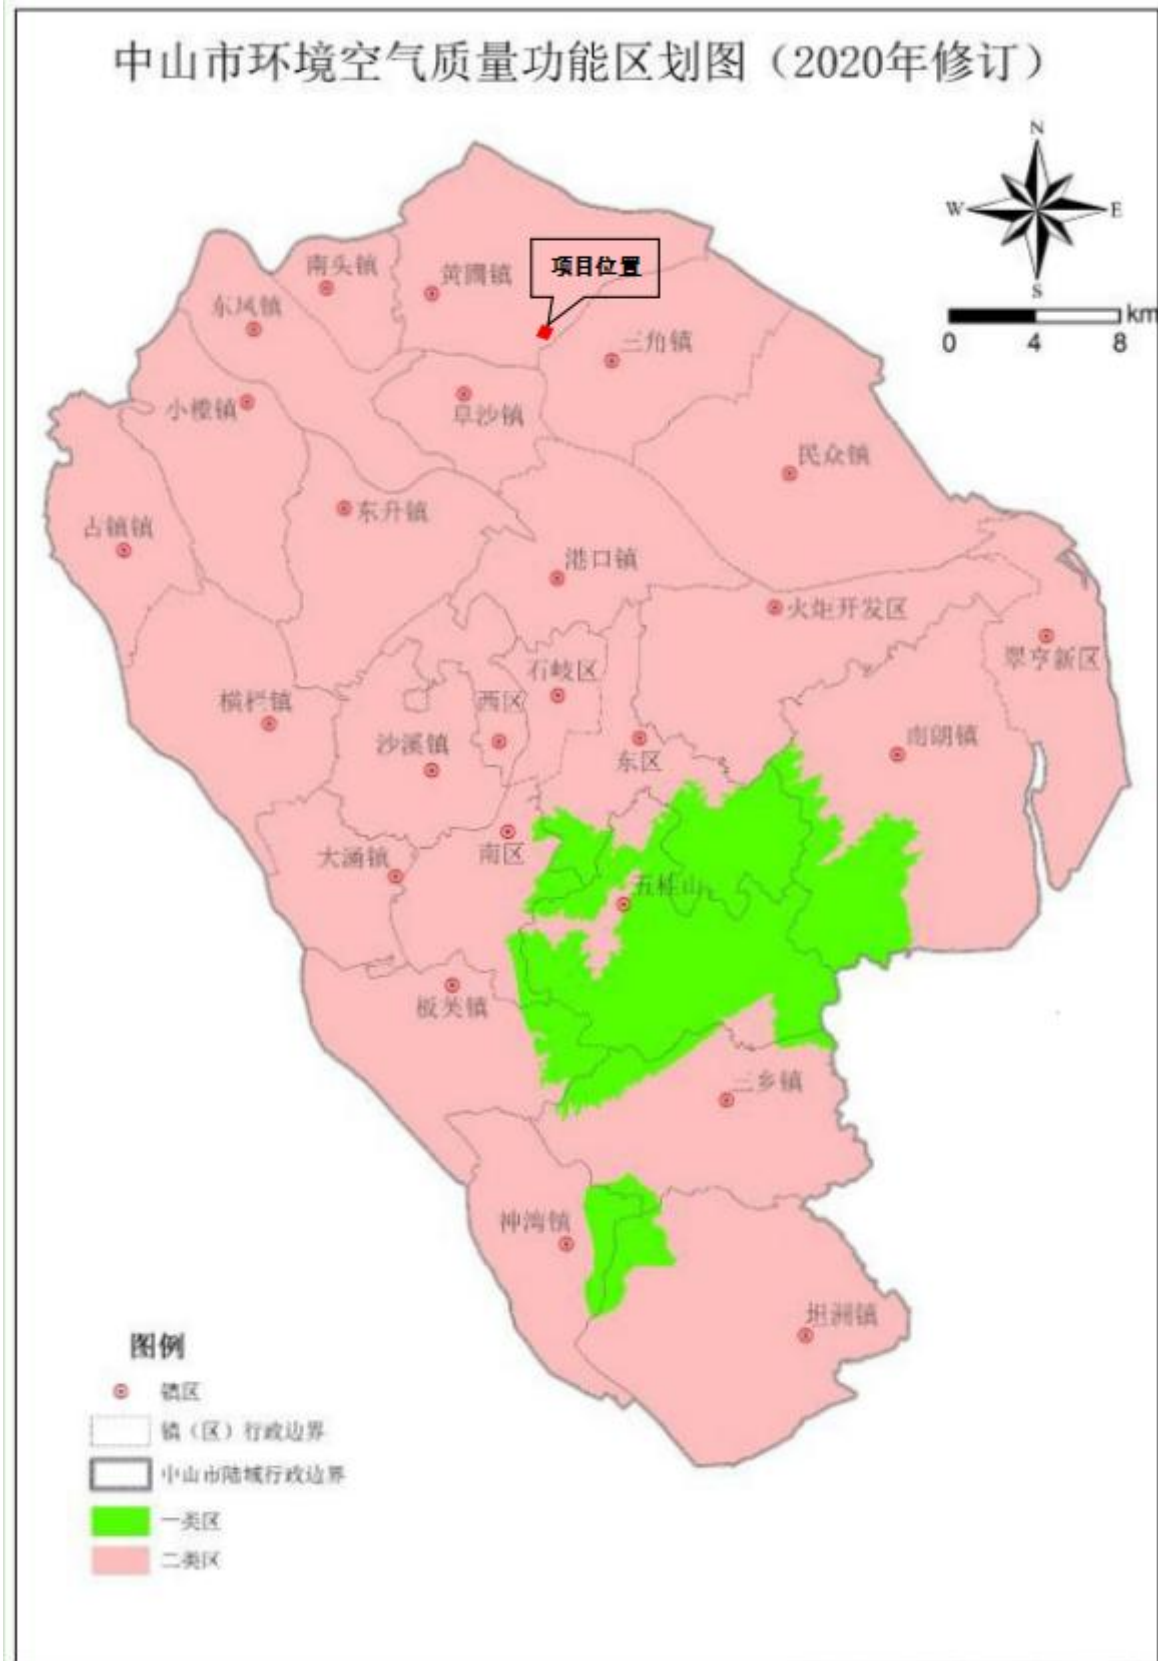 中山市环境空气质量功能区划图（2020年修订）
N
W
E
S
km
0 4 8
项目位置
南头镇
黄圃镇
东凤镇
三角镇
小榄镇
阜沙镇
民众镇
古镇镇
东升镇
港口镇
火炬开发区
翠亨新区
石岐区
横栏镇
西区
沙溪镇
东区
南朗镇
大涌镇
南区
五桂山
板芙镇
三乡镇
神湾镇
坦洲镇
图例
镇区
镇（区）行政边界
中山市陆域行政边界
一类区
二类区